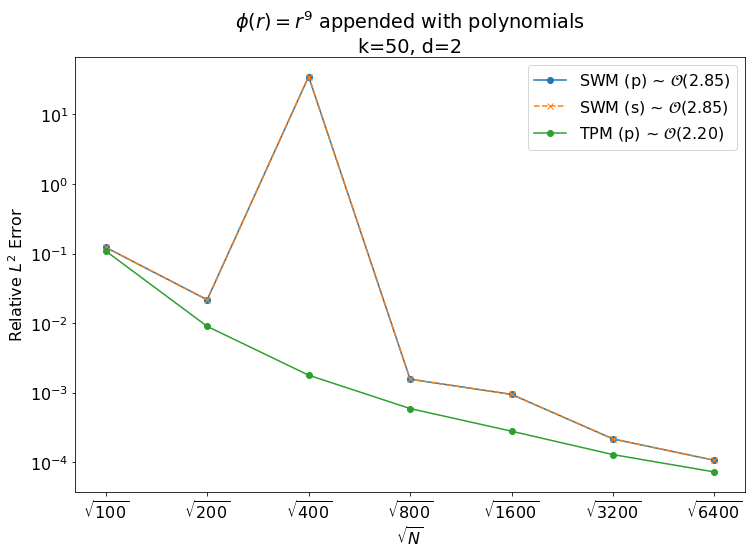 ϕ(r) = r⁹ appended with polynomials
k=50, d=2
SWM (p) ~ 𝒪(2.85)
SWM (s) ~ 𝒪(2.85)
TPM (p) ~ 𝒪(2.20)
Relative L² Error
10¹
10⁰
10⁻¹
10⁻²
10⁻³
10⁻⁴
√100 √200 √400 √800 √1600 √3200 √6400
√N